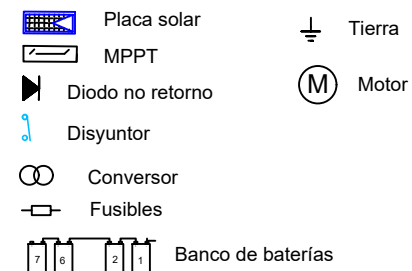 Placa solar
MPPT
Diodo no retorno
Disyuntor
Conversor
Fusibles
7 6 2 1 Banco de baterías
Tierra
M Motor